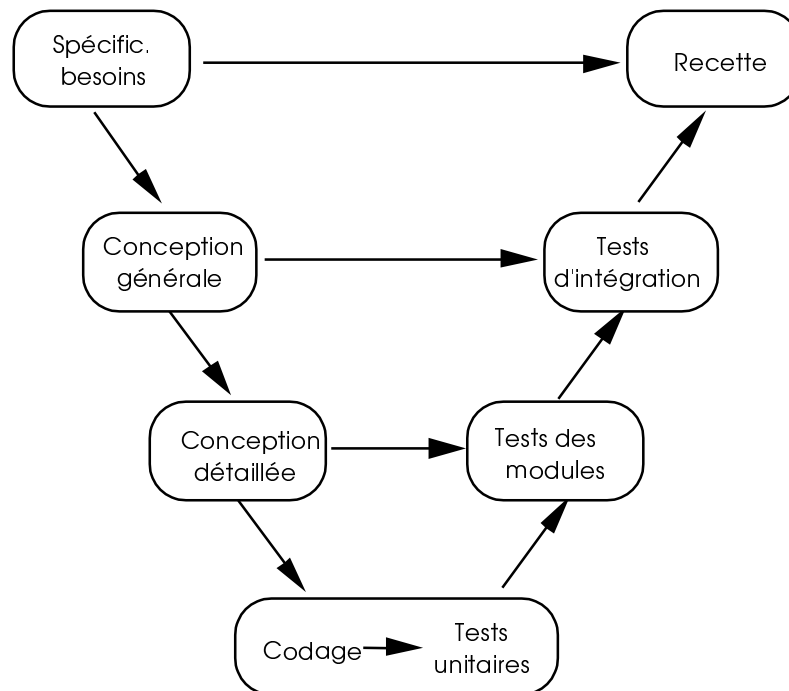 Spécific.
besoins
Recette
Conception
générale
Tests
d'intégration
Conception
détaillée
Tests des
modules
Codage
Tests
unitaires